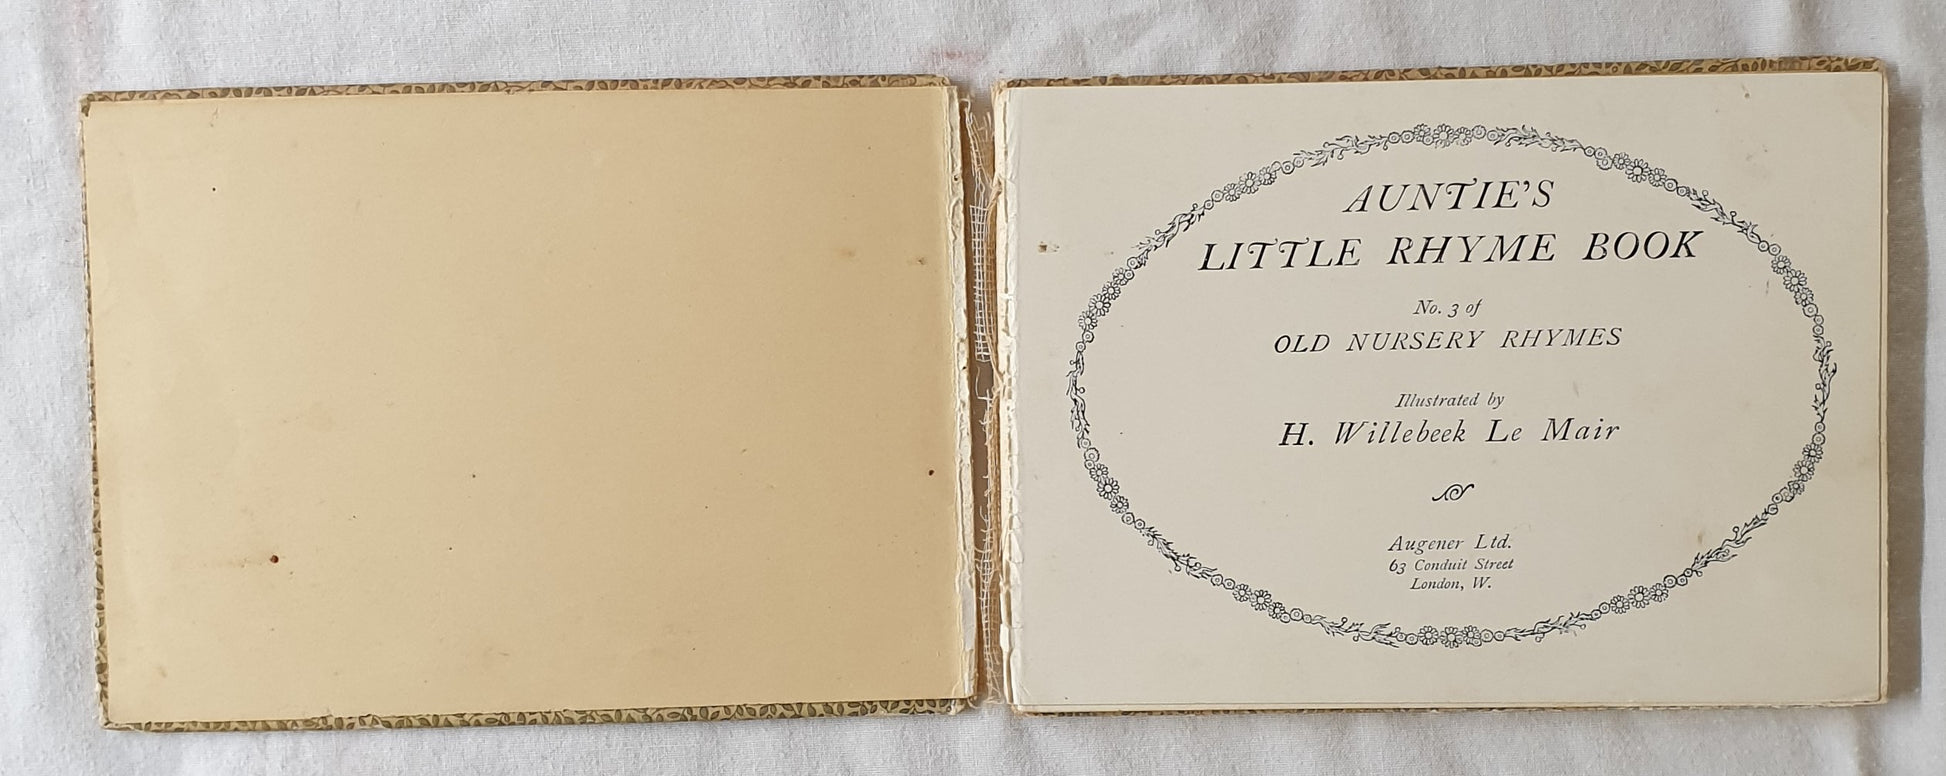 AUNTIE'S
LITTLE RHYME BOOK
No. 3 of
OLD NURSERY RHYMES
Illustrated by
H. Willebeek Le Mair
Augener Ltd.
63 Conduit Street
London, W.